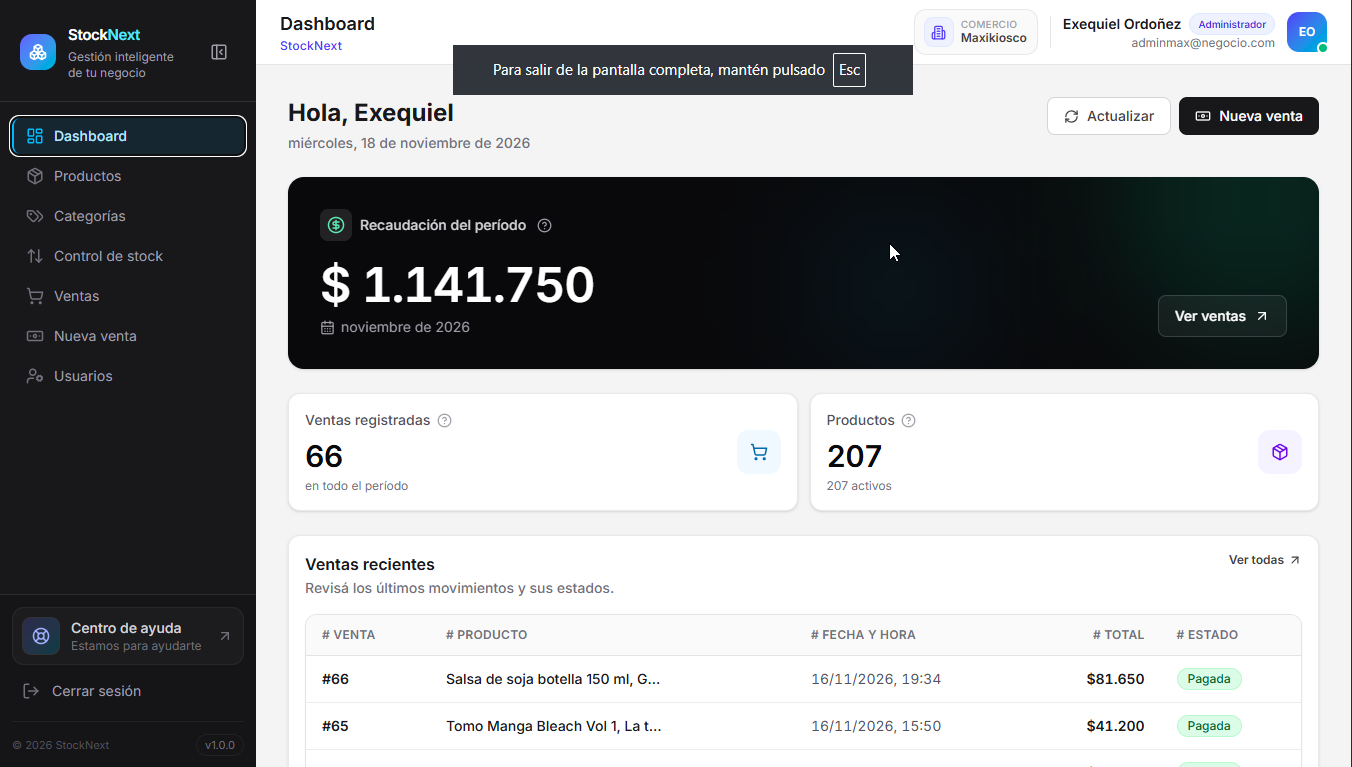 StockNext
Gestión inteligente
de tu negocio
Dashboard
Productos
Categorías
Control de stock
Ventas
Nueva venta
Usuarios
Centro de ayuda
Estamos para ayudarte
Cerrar sesión
© 2026 StockNext
v1.0.0
Dashboard
StockNext
COMERCIO
Maxikiosco
Exequiel Ordoñez
Administrador
adminmax@negocio.com
EO
Para salir de la pantalla completa, mantén pulsado Esc
Hola, Exequiel
miércoles, 18 de noviembre de 2026
Actualizar
Nueva venta
Recaudación del período
$ 1.141.750
noviembre de 2026
Ver ventas
Ventas registradas
66
en todo el período
Productos
207
207 activos
Ventas recientes
Revisá los últimos movimientos y sus estados.
Ver todas
# VENTA # PRODUCTO # FECHA Y HORA # TOTAL # ESTADO
#66 Salsa de soja botella 150 ml, G... 16/11/2026, 19:34 $81.650 Pagada
#65 Tomo Manga Bleach Vol 1, La t... 16/11/2026, 15:50 $41.200 Pagada